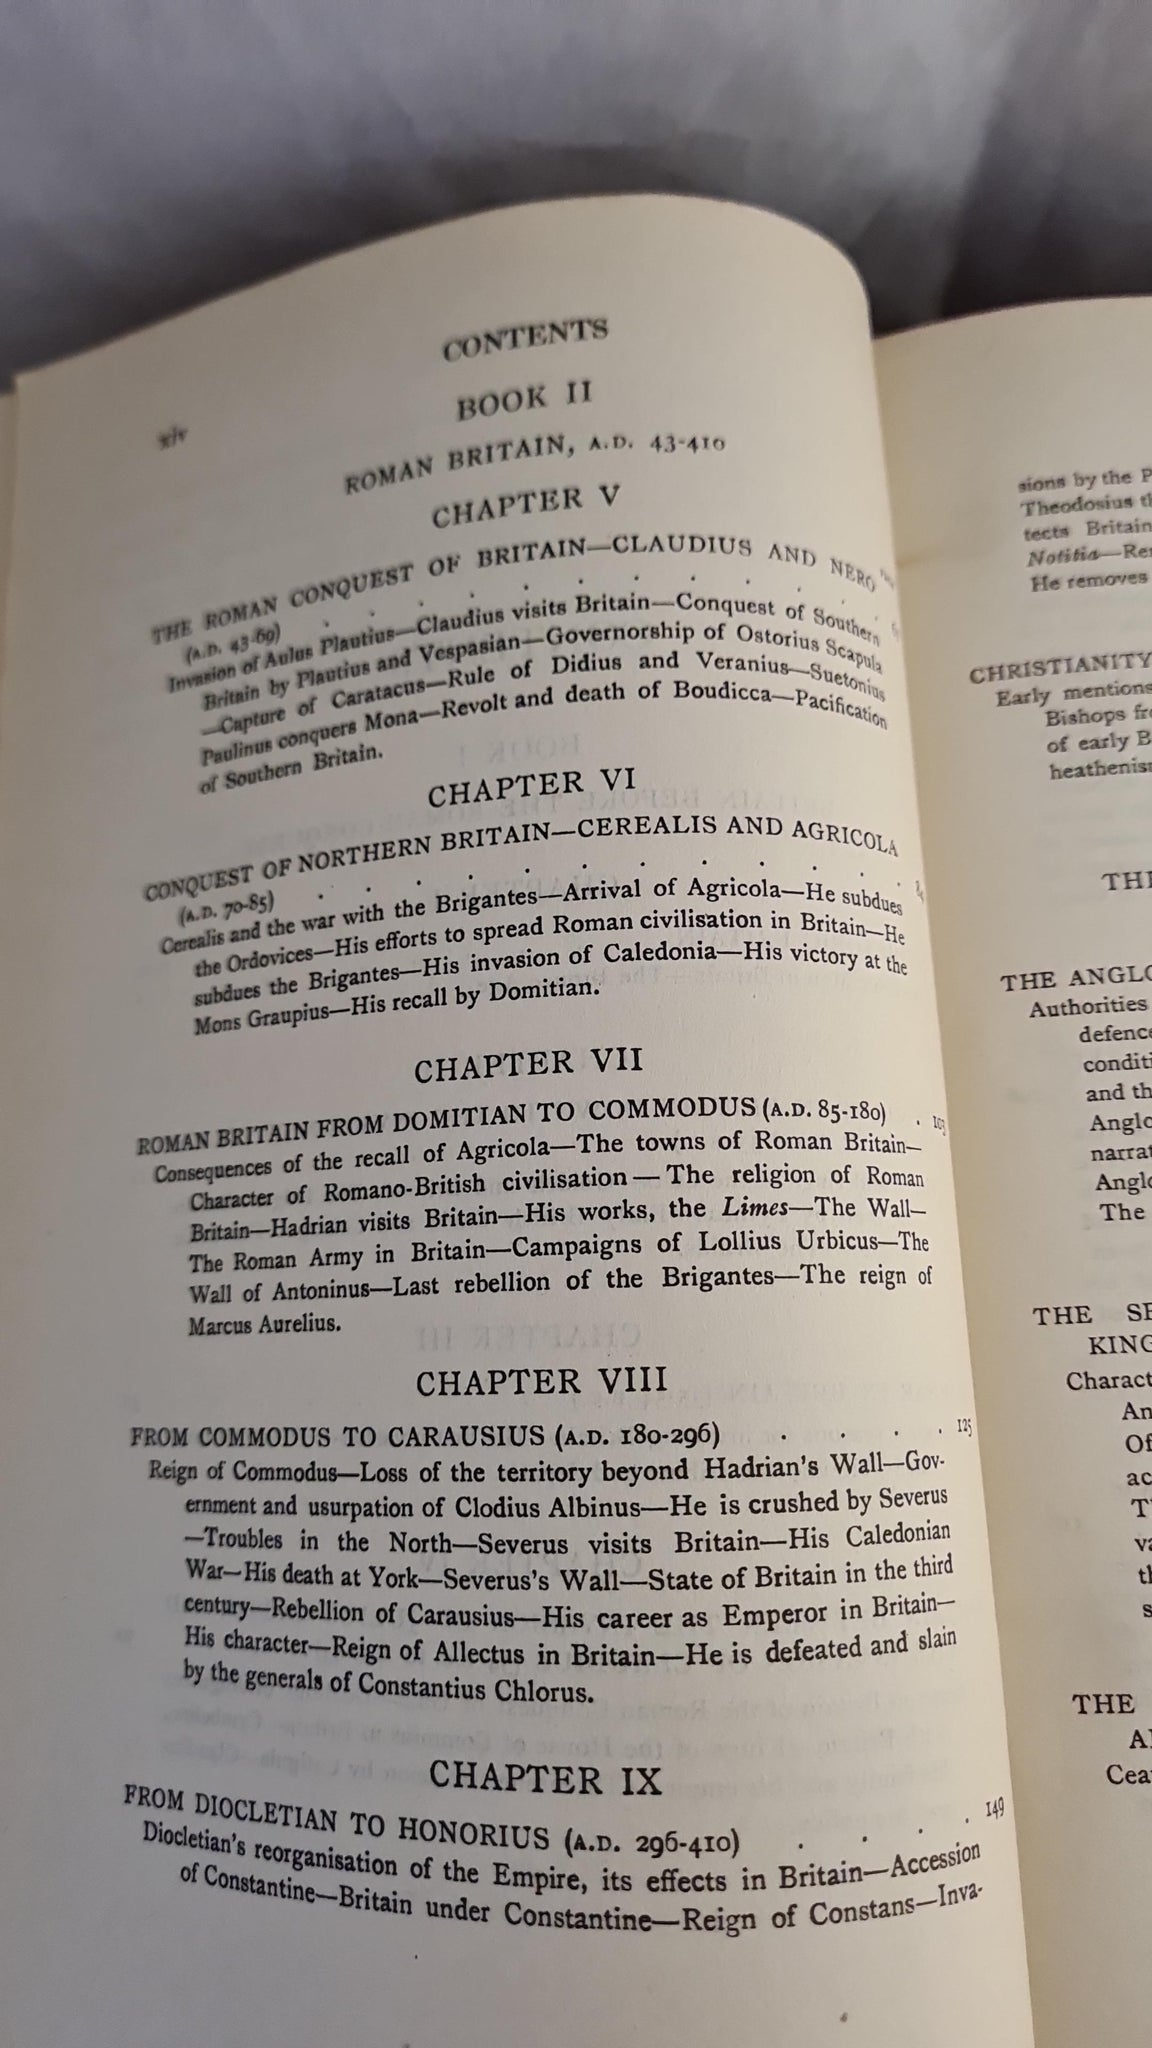 CONTENTS
xiv
BOOK II
ROMAN BRITAIN, A.D. 43-410
CHAPTER V
THE ROMAN CONQUEST OF BRITAIN—CLAUDIUS AND NERO
(A.D. 43-69) . . . . . . . . .
Invasion of Aulus Plautius—Claudius visits Britain—Conquest of Southern
Britain by Plautius and Vespasian—Governorship of Ostorius Scapula
—Capture of Caratacus—Rule of Didius and Veranius—Suetonius
Paulinus conquers Mona—Revolt and death of Boudicca—Pacification
of Southern Britain.
CHAPTER VI
CONQUEST OF NORTHERN BRITAIN—CEREALIS AND AGRICOLA
(A.D. 70-85) . . . . . . . . . . 84
Cerealis and the war with the Brigantes—Arrival of Agricola—He subdues
the Ordovices—His efforts to spread Roman civilisation in Britain—He
subdues the Brigantes—His invasion of Caledonia—His victory at the
Mons Graupius—His recall by Domitian.
CHAPTER VII
ROMAN BRITAIN FROM DOMITIAN TO COMMODUS (A.D. 85-180) . 103
Consequences of the recall of Agricola—The towns of Roman Britain—
Character of Romano-British civilisation—The religion of Roman
Britain—Hadrian visits Britain—His works, the Limes—The Wall—
The Roman Army in Britain—Campaigns of Lollius Urbicus—The
Wall of Antoninus—Last rebellion of the Brigantes—The reign of
Marcus Aurelius.
CHAPTER VIII
FROM COMMODUS TO CARAUSIUS (A.D. 180-296) . . . . 125
Reign of Commodus—Loss of the territory beyond Hadrian's Wall—Gov-
ernment and usurpation of Clodius Albinus—He is crushed by Severus
—Troubles in the North—Severus visits Britain—His Caledonian
War—His death at York—Severus's Wall—State of Britain in the third
century—Rebellion of Carausius—His career as Emperor in Britain—
His character—Reign of Allectus in Britain—He is defeated and slain
by the generals of Constantius Chlorus.
CHAPTER IX
FROM DIOCLETIAN TO HONORIUS (A.D. 296-410) . . . . 149
Diocletian's reorganisation of the Empire, its effects in Britain—Accession
of Constantine—Britain under Constantine—Reign of Constans—Inva-
sions by the P
Theodosius th
tects Britain
Notitia—Re
He removes
CHRISTIANITY
Early mentions
Bishops fr
of early B
heathenism
THE
THE ANGLO
Authorities
defence
conditi
and th
Anglo
narrat
Anglo
The
THE SE
KING
Charact
An
Of
ac
T
va
th
s
THE
A
Cea